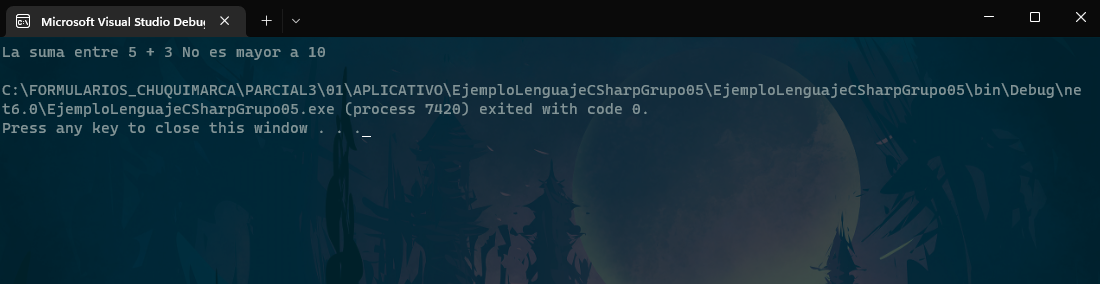 Microsoft Visual Studio Debug
La suma entre 5 + 3 No es mayor a 10
C:\FORMULARIOS_CHUQUIMARCA\PARCIAL3\01\APLICATIVO\EjemploLenguajeCSharpGrupo05\EjemploLenguajeCSharpGrupo05\bin\Debug\ne
t6.0\EjemploLenguajeCSharpGrupo05.exe (process 7420) exited with code 0.
Press any key to close this window . . ._